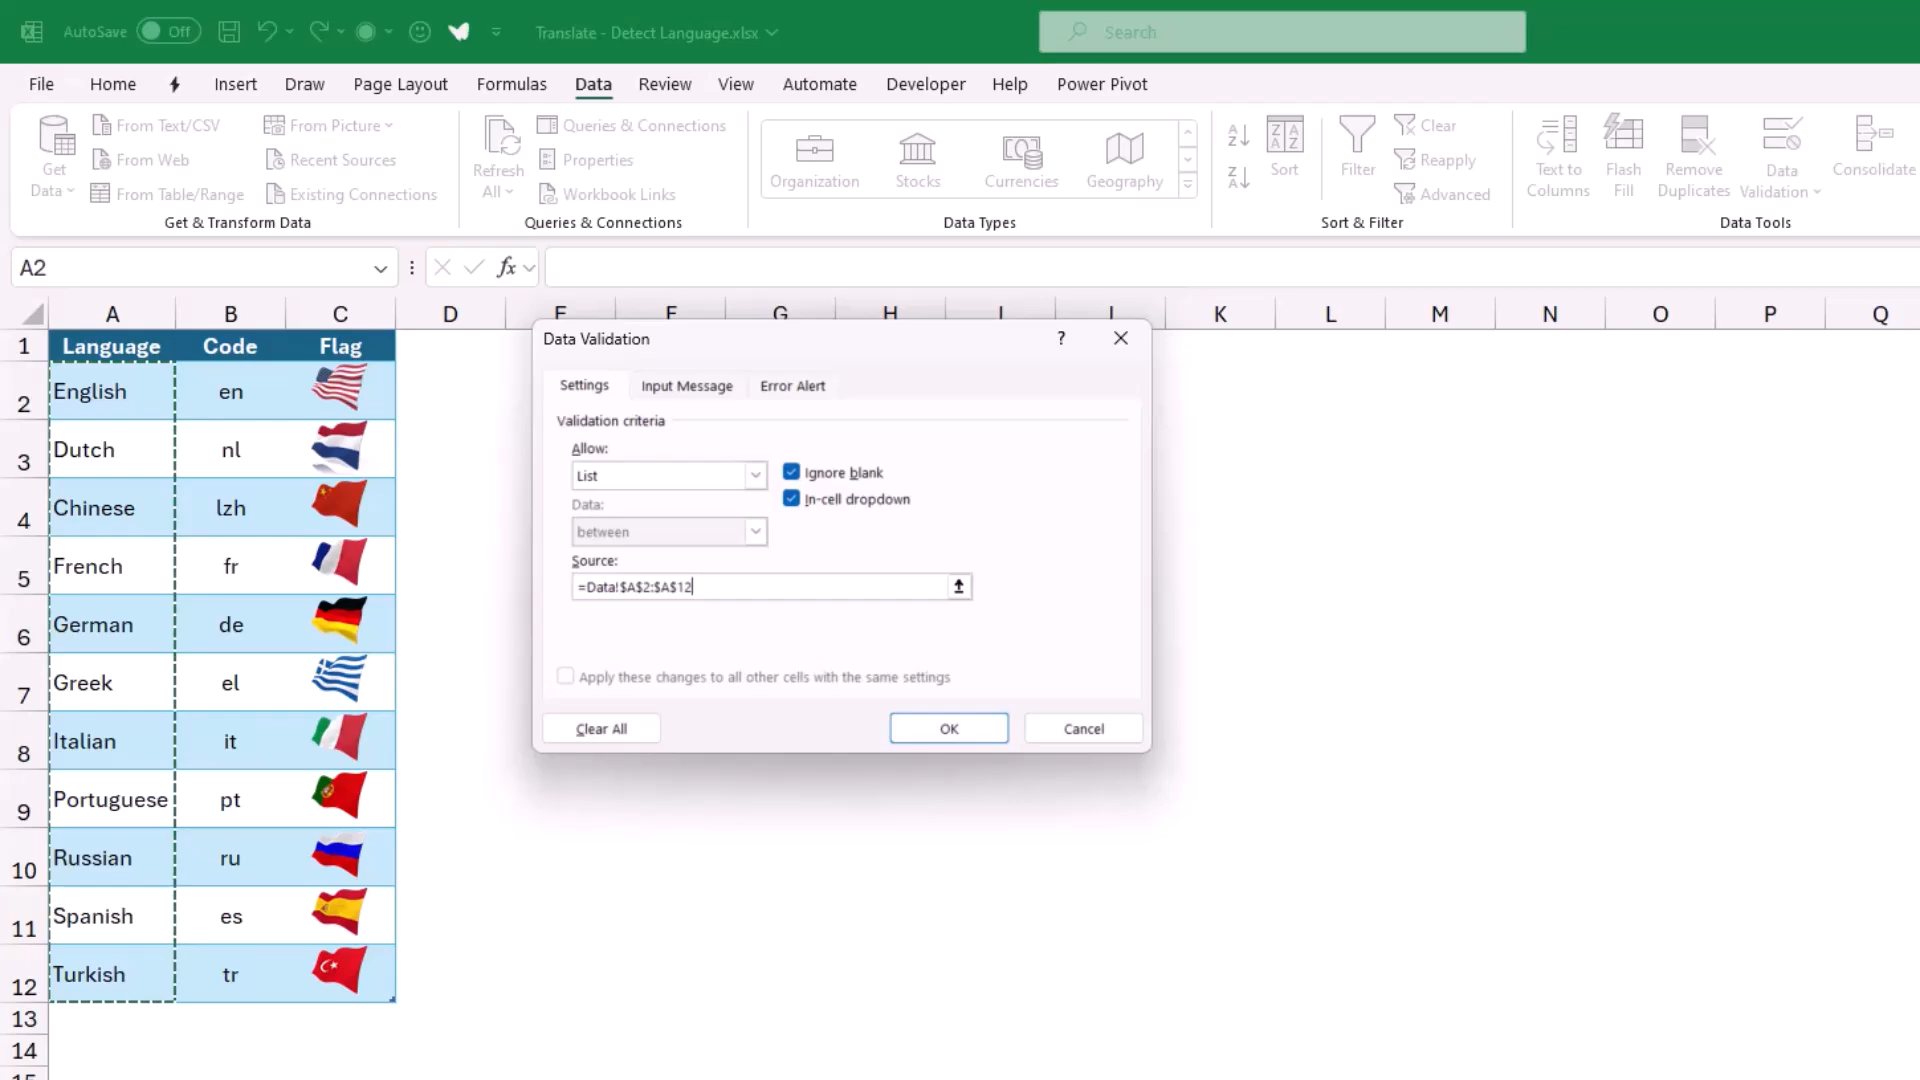 AutoSave Off Translate - Detect Language.xlsx Search
File Home Insert Draw Page Layout Formulas Data Review View Automate Developer Help Power Pivot
Get Data
From Text/CSV
From Web
From Table/Range
From Picture
Recent Sources
Existing Connections
Get & Transform Data
Refresh All
Queries & Connections
Properties
Workbook Links
Queries & Connections
Organization Stocks Currencies Geography
Data Types
Sort
Filter
Clear
Reapply
Advanced
Sort & Filter
Text to Columns
Flash Fill
Remove Duplicates
Data Validation
Consolidate
Data Tools
A2 fx
A B C D K L M N O P Q
1 Language Code Flag
2 English en
3 Dutch nl
4 Chinese lzh
5 French fr
6 German de
7 Greek el
8 Italian it
9 Portuguese pt
10 Russian ru
11 Spanish es
12 Turkish tr
13
14
Data Validation ?
Settings Input Message Error Alert
Validation criteria
Allow:
List
Ignore blank
In-cell dropdown
Data:
between
Source:
=Data!$A$2:$A$12
Apply these changes to all other cells with the same settings
Clear All OK Cancel